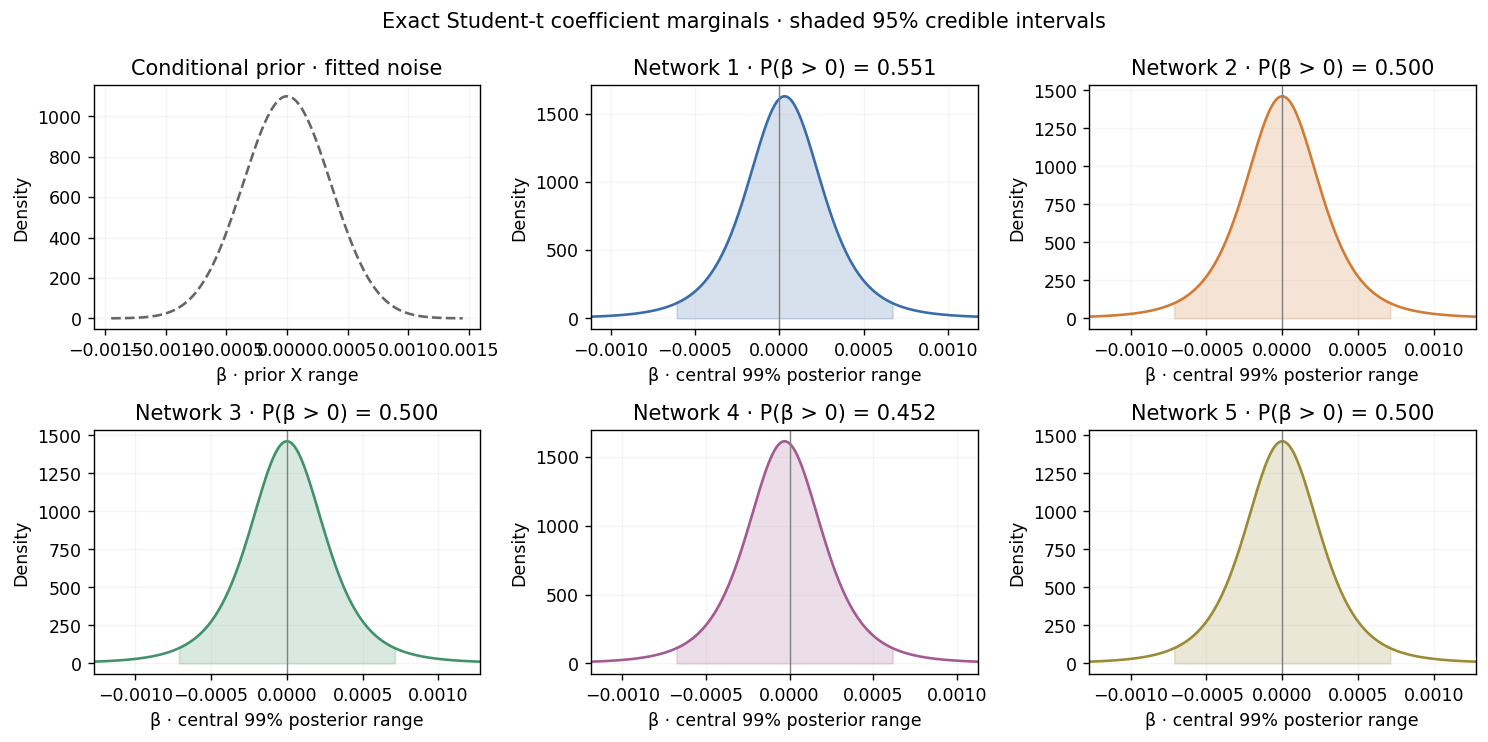 Exact Student-t coefficient marginals · shaded 95% credible intervals
Conditional prior · fitted noise
Density
1000
800
600
400
200
0
−0.0015 −0.0010 −0.0005 0.0000 0.0005 0.0010 0.0015
β · prior X range
Network 1 · P(β > 0) = 0.551
Density
1500
1000
500
0
−0.0010 −0.0005 0.0000 0.0005 0.0010
β · central 99% posterior range
Network 2 · P(β > 0) = 0.500
Density
1500
1250
1000
750
500
250
0
−0.0010 −0.0005 0.0000 0.0005 0.0010
β · central 99% posterior range
Network 3 · P(β > 0) = 0.500
Density
1500
1250
1000
750
500
250
0
−0.0010 −0.0005 0.0000 0.0005 0.0010
β · central 99% posterior range
Network 4 · P(β > 0) = 0.452
Density
1500
1000
500
0
−0.0010 −0.0005 0.0000 0.0005 0.0010
β · central 99% posterior range
Network 5 · P(β > 0) = 0.500
Density
1500
1250
1000
750
500
250
0
−0.0010 −0.0005 0.0000 0.0005 0.0010
β · central 99% posterior range